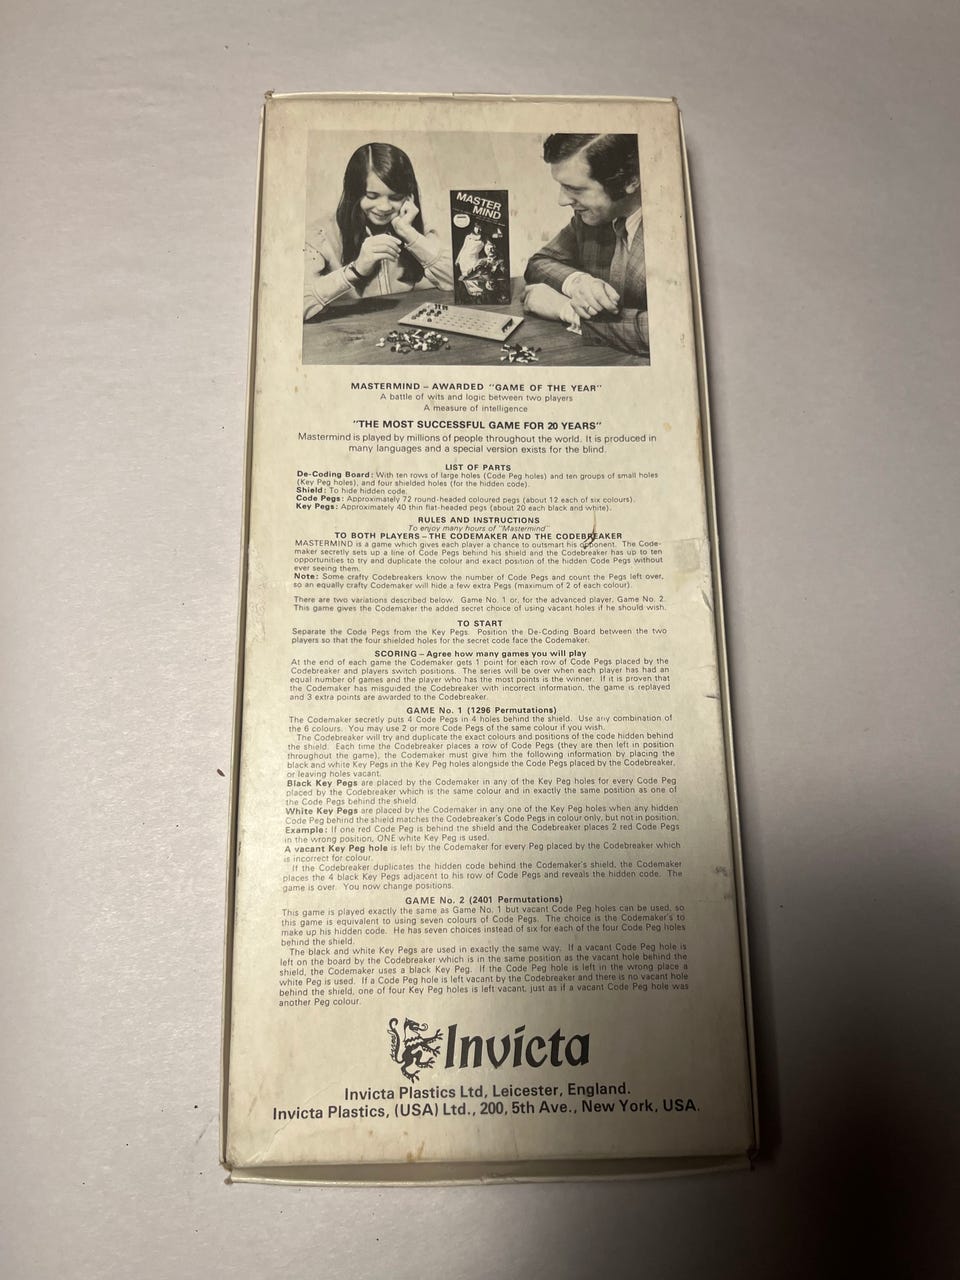 MASTER
MIND
MASTERMIND – AWARDED "GAME OF THE YEAR"
A battle of wits and logic between two players
A measure of intelligence
"THE MOST SUCCESSFUL GAME FOR 20 YEARS"
Mastermind is played by millions of people throughout the world. It is produced in
many languages and a special version exists for the blind.
LIST OF PARTS
De-Coding Board: With ten rows of large holes (Code Peg holes) and ten groups of small holes
(Key Peg holes), and four shielded holes (for the hidden code).
Shield: To hide hidden code.
Code Pegs: Approximately 72 round-headed coloured pegs (about 12 each of six colours).
Key Pegs: Approximately 40 thin flat-headed pegs (about 20 each black and white).
RULES AND INSTRUCTIONS
To enjoy many hours of "Mastermind"
TO BOTH PLAYERS – THE CODEMAKER AND THE CODEBREAKER
MASTERMIND is a game which gives each player a chance to outsmart his opponent. The Code-
maker secretly sets up a line of Code Pegs behind his shield and the Codebreaker has up to ten
opportunities to try and duplicate the colour and exact position of the hidden Code Pegs without
ever seeing them.
Note: Some crafty Codebreakers know the number of Code Pegs and count the Pegs left over,
so an equally crafty Codemaker will hide a few extra Pegs (maximum of 2 of each colour).
There are two variations described below. Game No. 1 or, for the advanced player, Game No. 2.
This game gives the Codemaker the added secret choice of using vacant holes if he should wish.
TO START
Separate the Code Pegs from the Key Pegs. Position the De-Coding Board between the two
players so that the four shielded holes for the secret code face the Codemaker.
SCORING – Agree how many games you will play
At the end of each game the Codemaker gets 1 point for each row of Code Pegs placed by the
Codebreaker and players switch positions. The series will be over when each player has had an
equal number of games and the player who has the most points is the winner. If it is proven that
the Codemaker has misguided the Codebreaker with incorrect information, the game is replayed
and 3 extra points are awarded to the Codebreaker.
GAME No. 1 (1296 Permutations)
The Codemaker secretly puts 4 Code Pegs in 4 holes behind the shield. Use any combination of
the 6 colours. You may use 2 or more Code Pegs of the same colour if you wish.
The Codebreaker will try and duplicate the exact colours and positions of the code hidden behind
the shield. Each time the Codebreaker places a row of Code Pegs (they are then left in position
throughout the game), the Codemaker must give him the following information by placing the
black and white Key Pegs in the Key Peg holes alongside the Code Pegs placed by the Codebreaker,
or leaving holes vacant.
Black Key Pegs are placed by the Codemaker in any of the Key Peg holes for every Code Peg
placed by the Codebreaker which is the same colour and in exactly the same position as one of
the Code Pegs behind the shield.
White Key Pegs are placed by the Codemaker in any one of the Key Peg holes when any hidden
Code Peg behind the shield matches the Codebreaker's Code Pegs in colour only, but not in position.
Example: If one red Code Peg is behind the shield and the Codebreaker places 2 red Code Pegs
in the wrong position, ONE white Key Peg is used.
A vacant Key Peg hole is left by the Codemaker for every Peg placed by the Codebreaker which
is incorrect for colour.
If the Codebreaker duplicates the hidden code behind the Codemaker's shield, the Codemaker
places the 4 black Key Pegs adjacent to his row of Code Pegs and reveals the hidden code. The
game is over. You now change positions.
GAME No. 2 (2401 Permutations)
This game is played exactly the same as Game No. 1 but vacant Code Peg holes can be used, so
this game is equivalent to using seven colours of Code Pegs. The choice is the Codemaker's to
make up his hidden code. He has seven choices instead of six for each of the four Code Peg holes
behind the shield.
The black and white Key Pegs are used in exactly the same way. If a vacant Code Peg hole is
left on the board by the Codebreaker which is in the same position as the vacant hole behind the
shield, the Codemaker uses a black Key Peg. If the Code Peg hole is left in the wrong place a
white Peg is used. If a Code Peg hole is left vacant by the Codebreaker and there is no vacant hole
behind the shield, one of four Key Peg holes is left vacant, just as if a vacant Code Peg hole was
another Peg colour.
Invicta
Invicta Plastics Ltd, Leicester, England.
Invicta Plastics, (USA) Ltd., 200, 5th Ave., New York, USA.